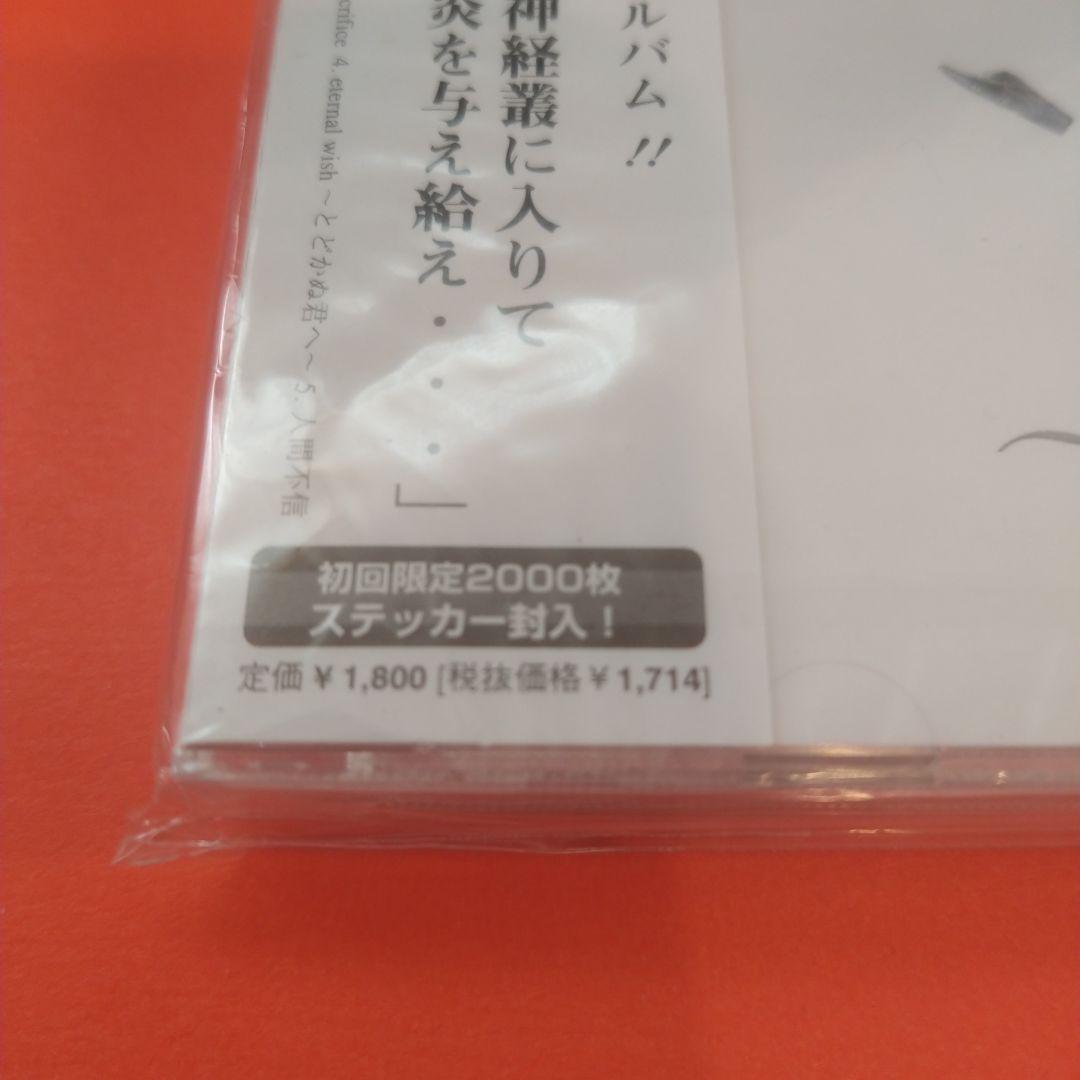 ルバム!!
神経叢に入りて
炎を与え給え・・・」
crifice 4. eternal wish～とどかぬ君へ～ 5. 人間不信
初回限定2000枚
ステッカー封入！
定価￥1,800 [税抜価格￥1,714]